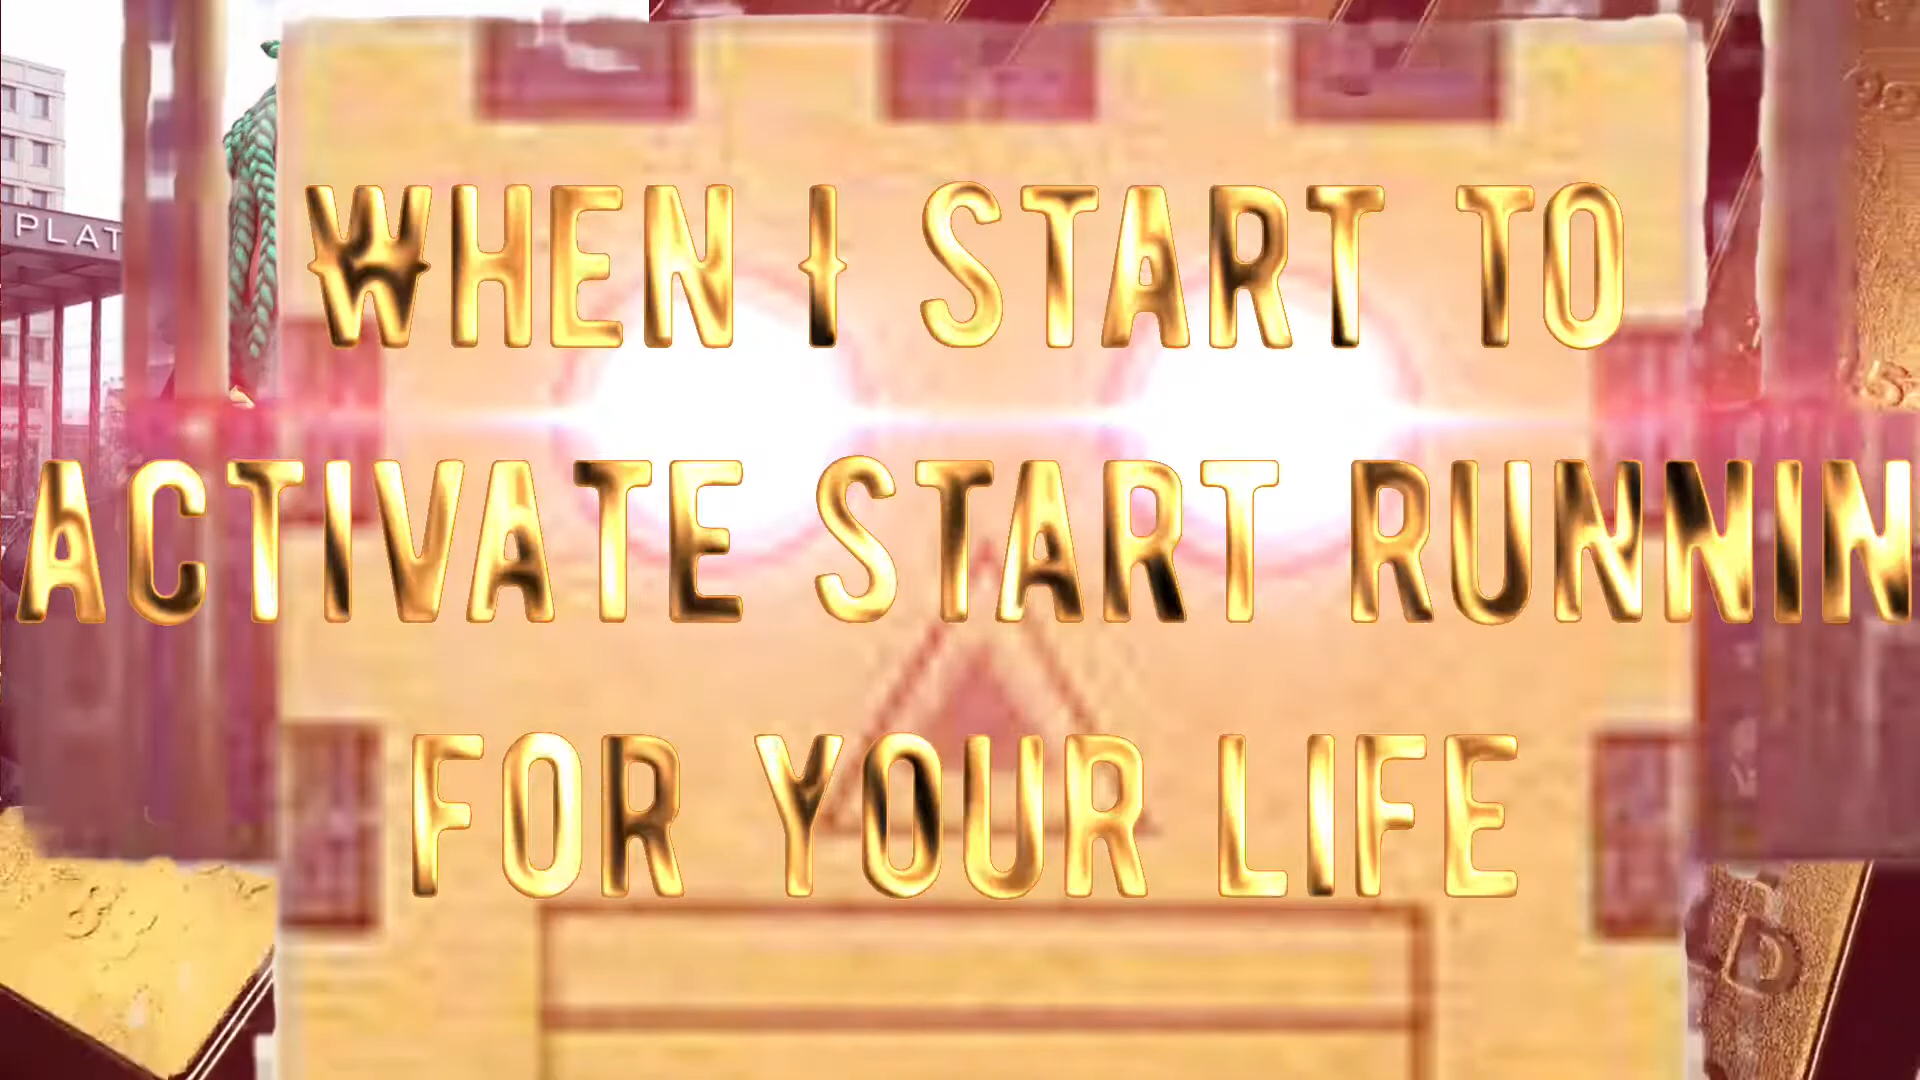 PLAT
WHEN I START TO
ACTIVATE START RUNNIN
FOR YOUR LIFE
D